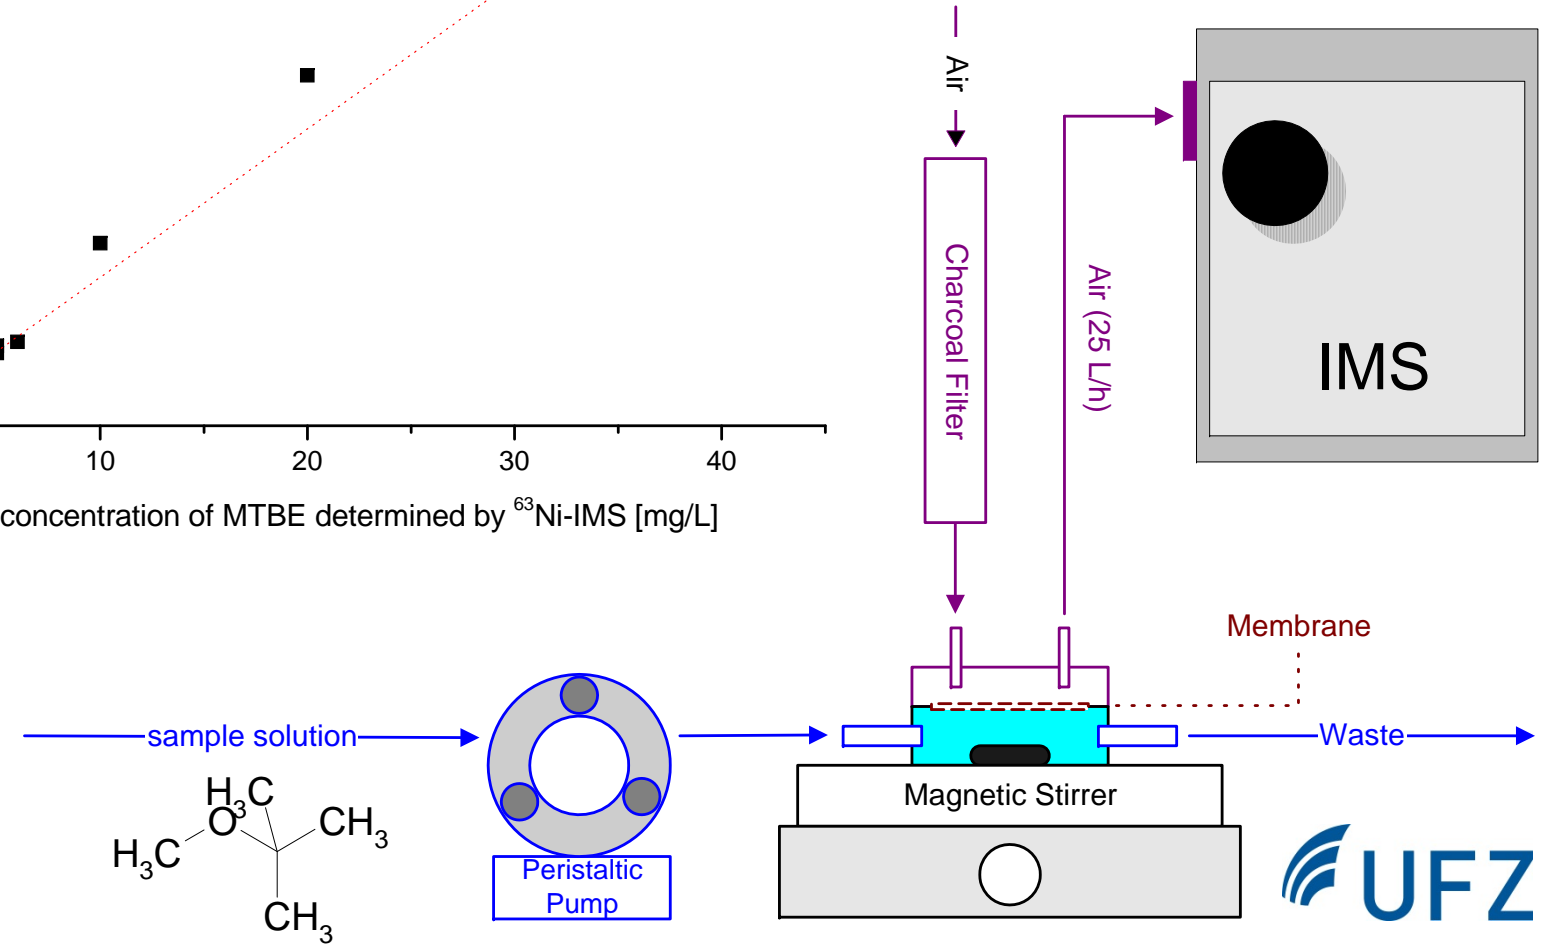 Air
Charcoal Filter
Air (25 L/h)
IMS
10 20 30 40
concentration of MTBE determined by ⁶³Ni-IMS [mg/L]
Membrane
sample solution
Waste
H₃C
O
CH₃
H₃C
CH₃
Magnetic Stirrer
Peristaltic
Pump
UFZ